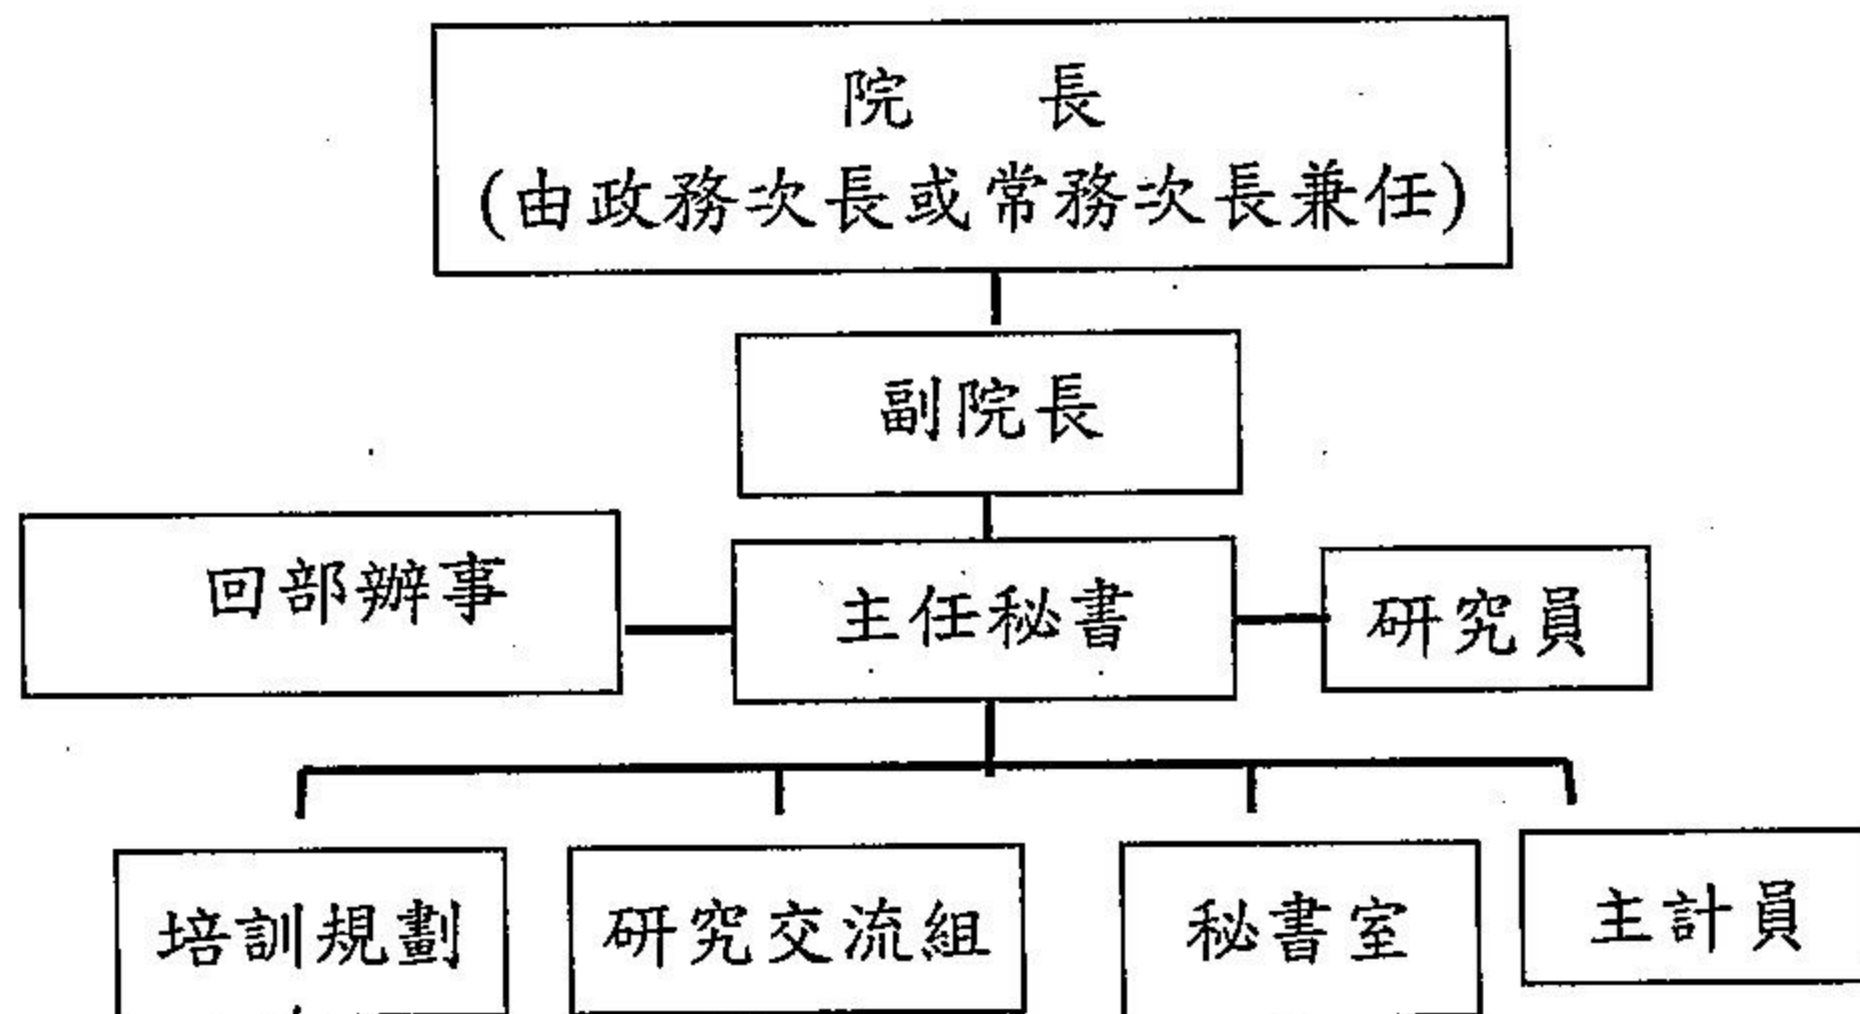 院 長
(由政務次長或常務次長兼任)
副院長
回部辦事
主任秘書
研究員
培訓規劃
研究交流組
秘書室
主計員